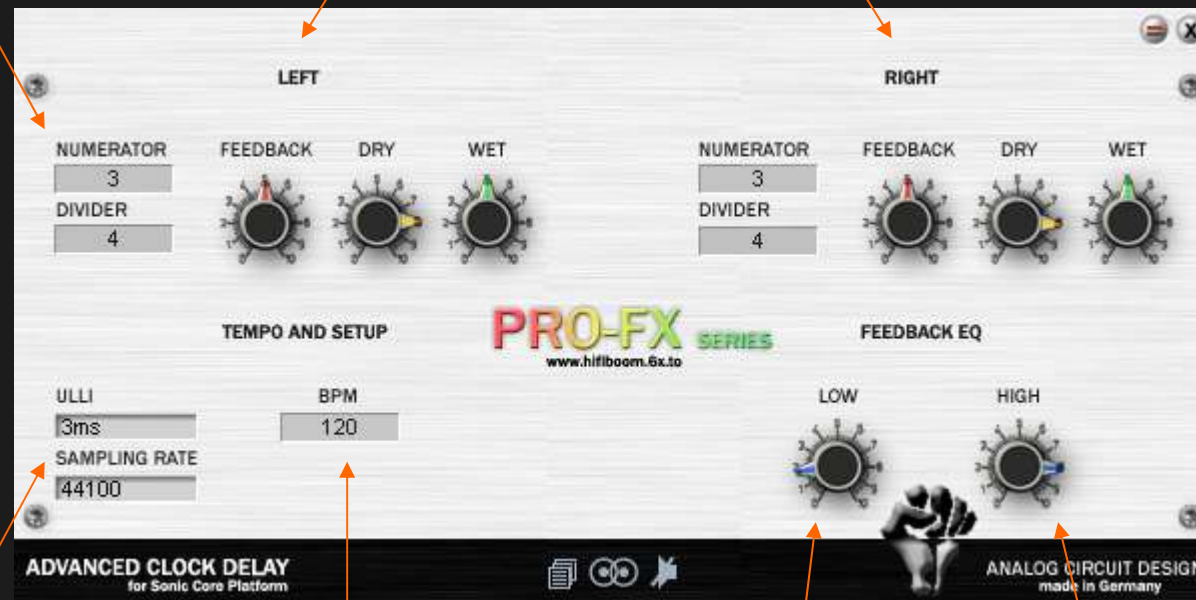 LEFT
RIGHT
NUMERATOR FEEDBACK DRY WET
3
DIVIDER
4
NUMERATOR FEEDBACK DRY WET
3
DIVIDER
4
TEMPO AND SETUP
PRO-FX SERIES
www.hifiboom.6x.to
FEEDBACK EQ
ULLI
3ms
SAMPLING RATE
44100
BPM
120
LOW
HIGH
ADVANCED CLOCK DELAY
for Sonic Core Platform
ANALOG CIRCUIT DESIGN
made in Germany